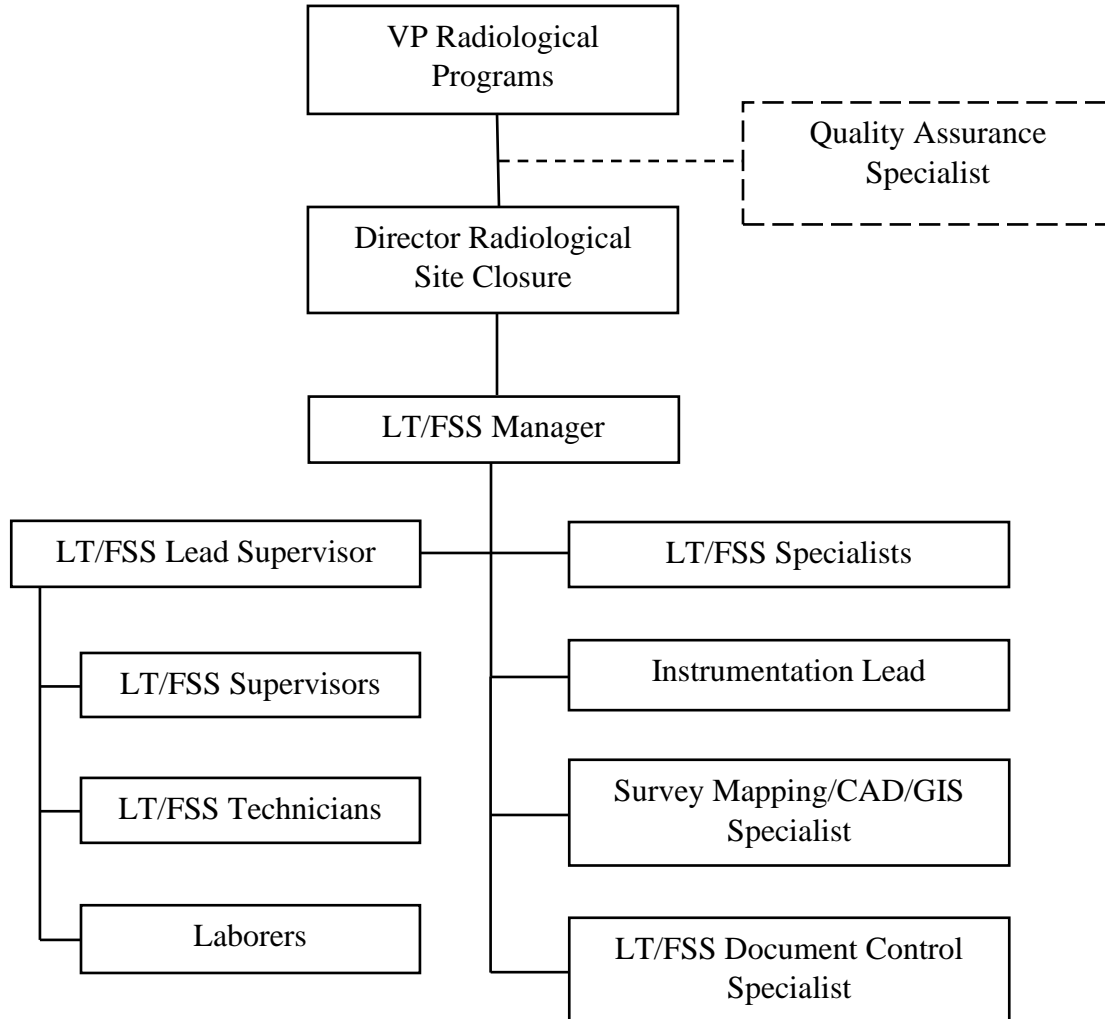 VP Radiological
Programs
Quality Assurance
Specialist
Director Radiological
Site Closure
LT/FSS Manager
LT/FSS Lead Supervisor
LT/FSS Specialists
LT/FSS Supervisors
Instrumentation Lead
LT/FSS Technicians
Survey Mapping/CAD/GIS
Specialist
Laborers
LT/FSS Document Control
Specialist